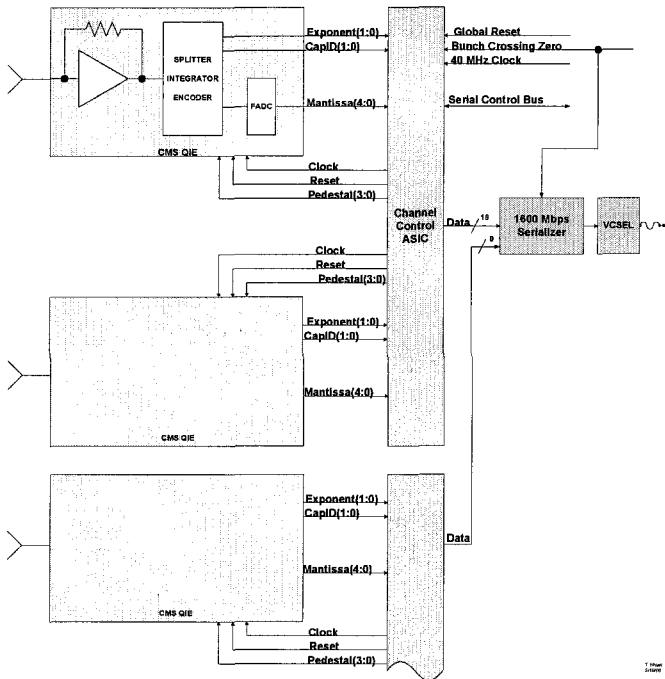 Exponent(1:0)
CapID(1:0)
Global Reset
Bunch Crossing Zero
40 MHz Clock
SPLITTER
INTEGRATOR
ENCODER
FADC
Mantissa(4:0)
Serial Control Bus
CMS QIE
Clock
Reset
Pedestal(3:0)
Channel
Control
ASIC
Data
18
9
1600 Mbps
Serializer
VCSEL
Clock
Reset
Pedestal(3:0)
Exponent(1:0)
CapID(1:0)
Mantissa(4:0)
CMS QIE
Exponent(1:0)
CapID(1:0)
Data
Mantissa(4:0)
CMS QIE
Clock
Reset
Pedestal(3:0)